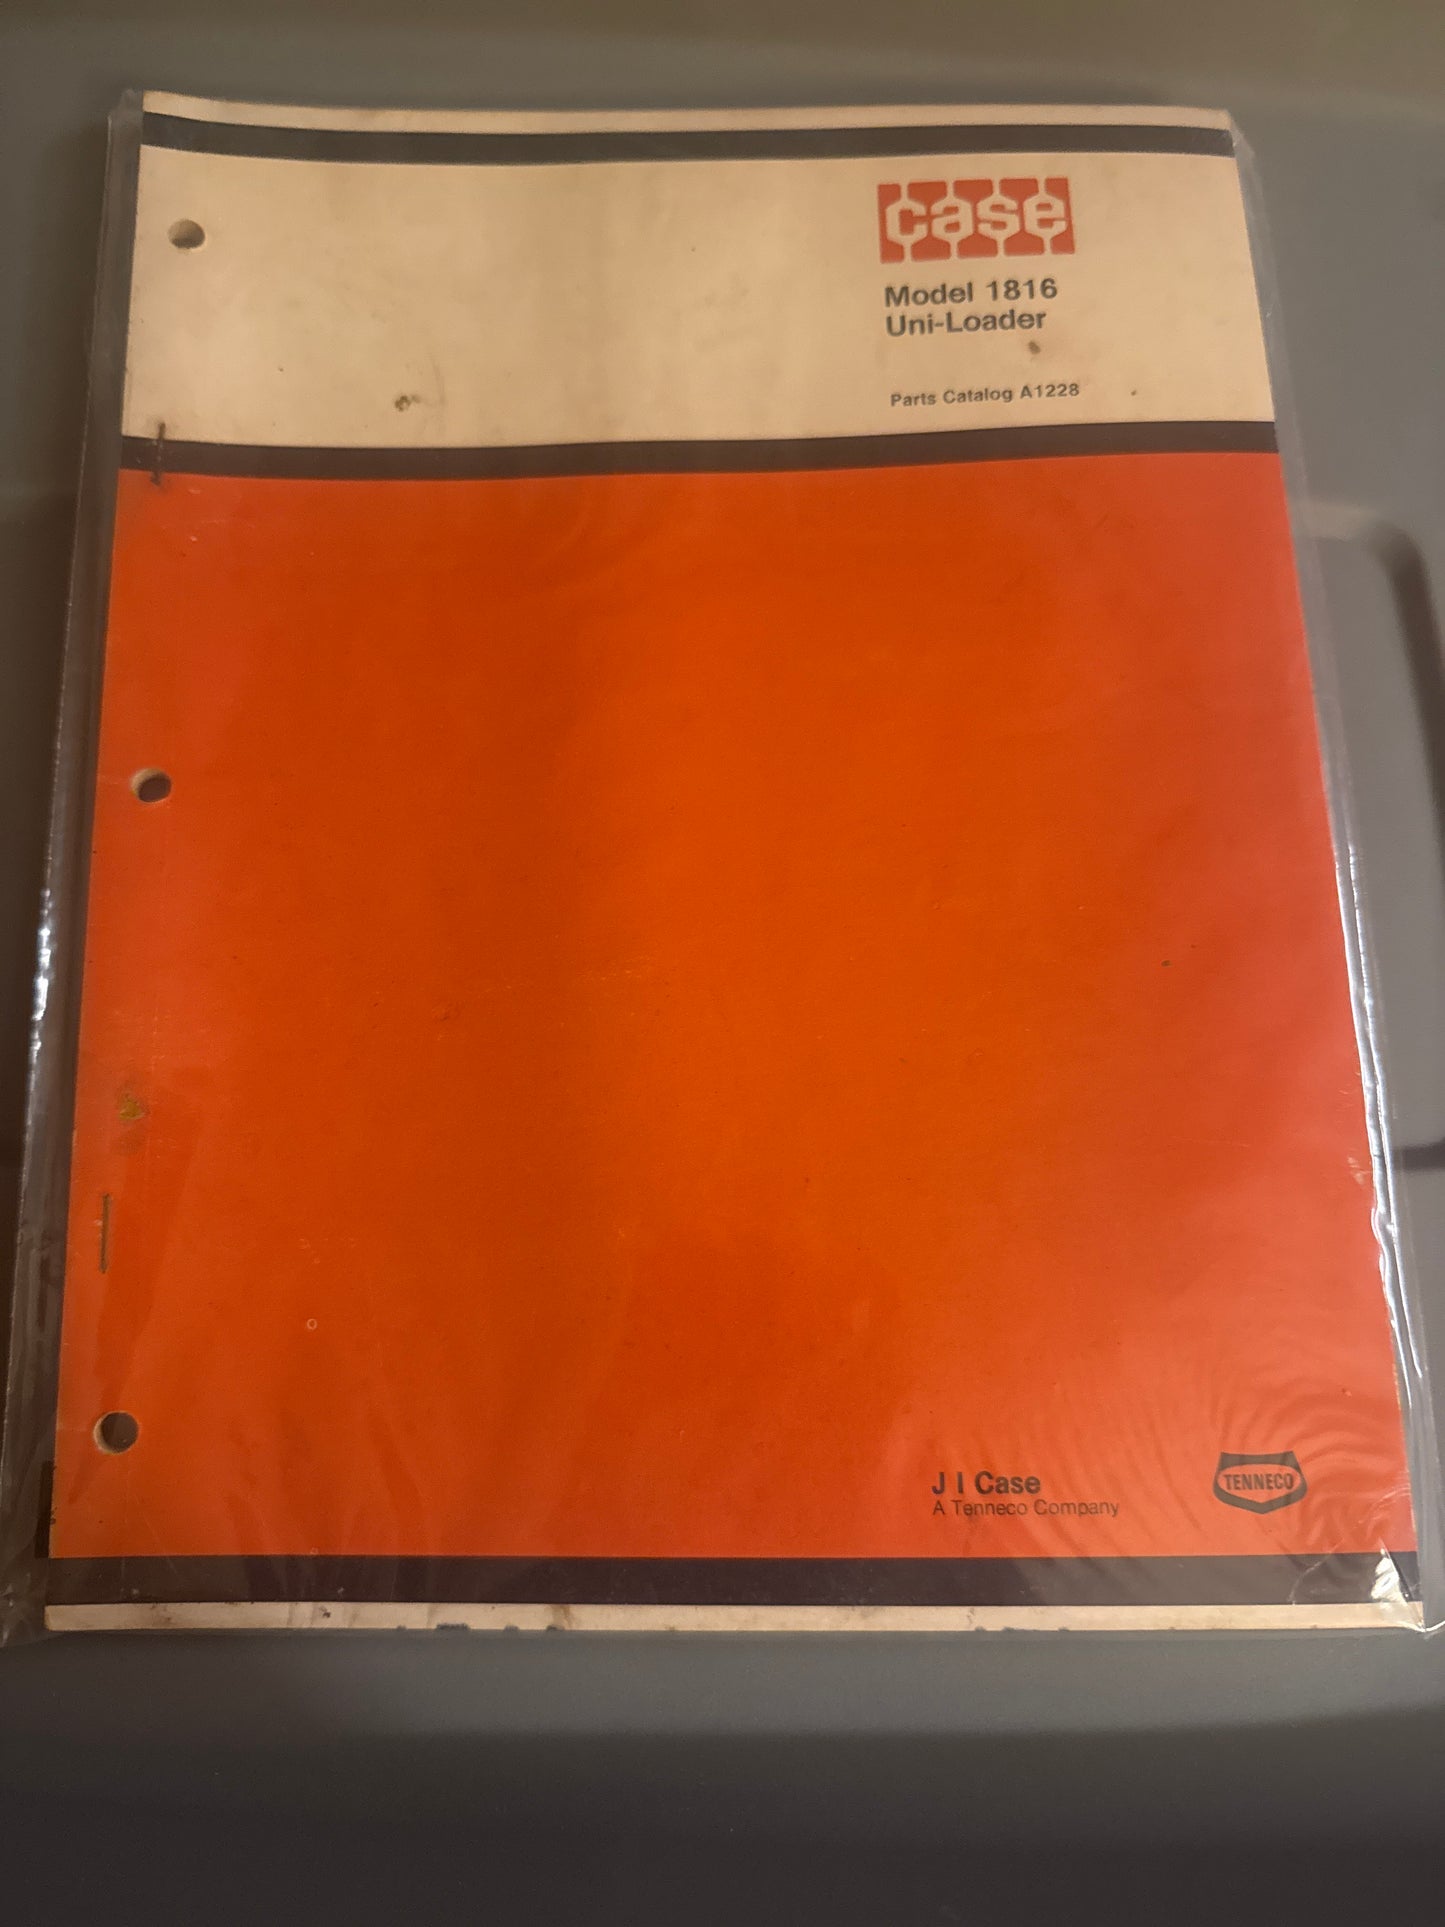 case
Model 1816
Uni-Loader
Parts Catalog A1228
J I Case
A Tenneco Company
TENNECO